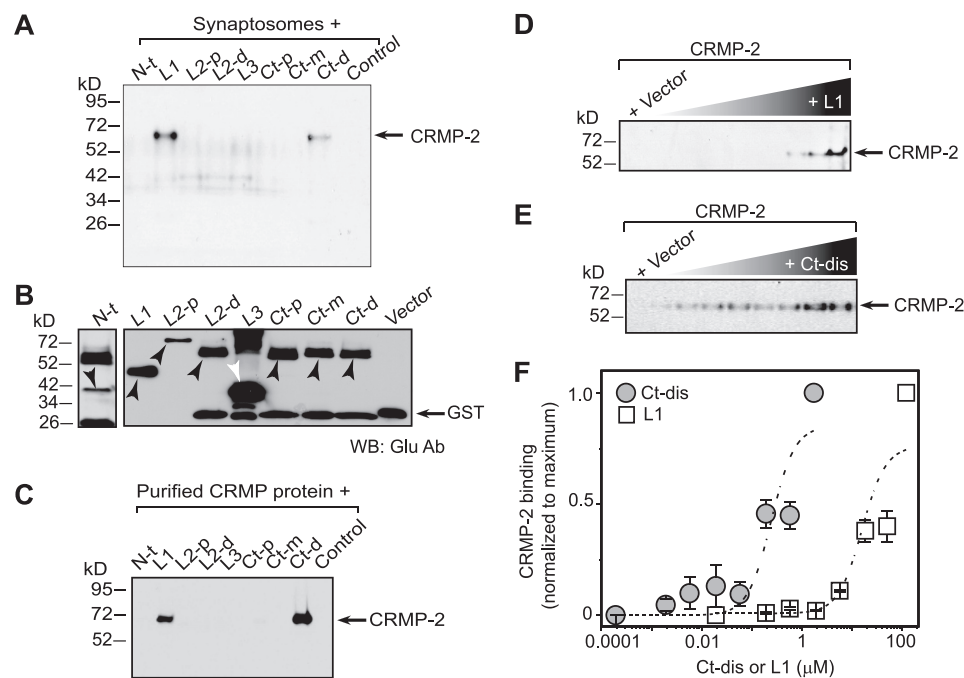 A
Synaptosomes +
N-t L1 L2-p L2-d L3 Ct-p Ct-m Ct-d Control
kD
95
72
52
42
34
26
CRMP-2
B
N-t L1 L2-p L2-d L3 Ct-p Ct-m Ct-d Vector
kD
72
52
42
34
26
GST
WB: Glu Ab
C
Purified CRMP protein +
N-t L1 L2-p L2-d L3 Ct-p Ct-m Ct-d Control
kD
95
72
52
CRMP-2
D
CRMP-2
+ Vector
+ L1
kD
72
52
CRMP-2
E
CRMP-2
+ Vector
+ Ct-dis
kD
72
52
CRMP-2
F
Ct-dis
L1
CRMP-2 binding
(normalized to maximum)
1.0
0.5
0
0.0001 0.01 1 100
Ct-dis or L1 (μM)